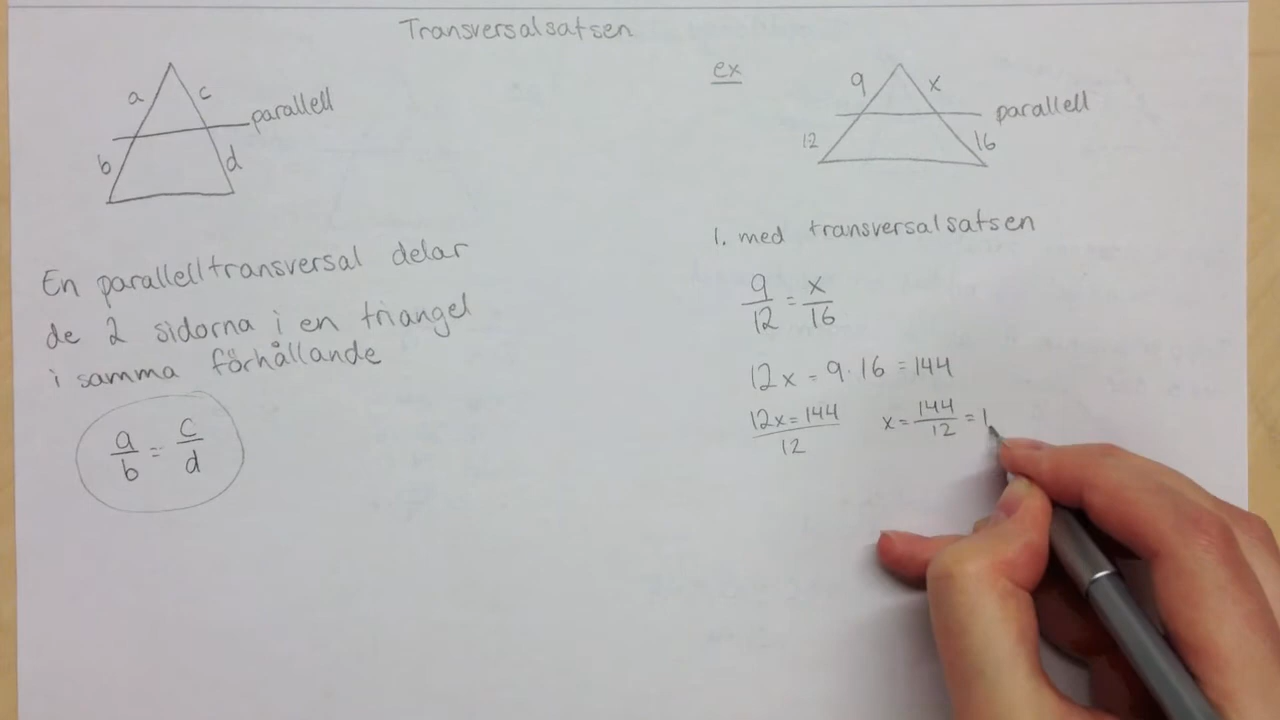 Transversalsatsen
a
c
parallell
b
d
En parallelltransversal delar
de 2 sidorna i en triangel
i samma förhållande
a/b = c/d
ex
9
x
parallell
12
16
1. med transversalsatsen
9/12 = x/16
12x = 9·16 = 144
12x = 144/12 x = 144/12 = 1